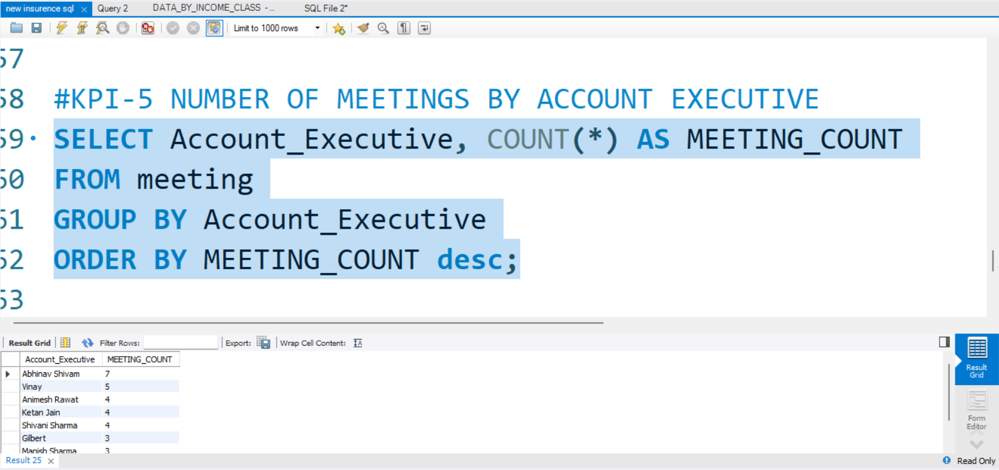 new insurence sql
Query 2
DATA_BY_INCOME_CLASS - ...
SQL File 2*
Limit to 1000 rows
57
58 #KPI-5 NUMBER OF MEETINGS BY ACCOUNT EXECUTIVE
59 SELECT Account_Executive, COUNT(*) AS MEETING_COUNT
60 FROM meeting
61 GROUP BY Account_Executive
62 ORDER BY MEETING_COUNT desc;
63
Result Grid Filter Rows: Export: Wrap Cell Content: IA
Account_Executive MEETING_COUNT
Abhinav Shivam 7
Vinay 5
Animesh Rawat 4
Ketan Jain 4
Shivani Sharma 4
Gilbert 3
Manish Sharma 3
Result
Grid
Form
Editor
Result 25
Read Only